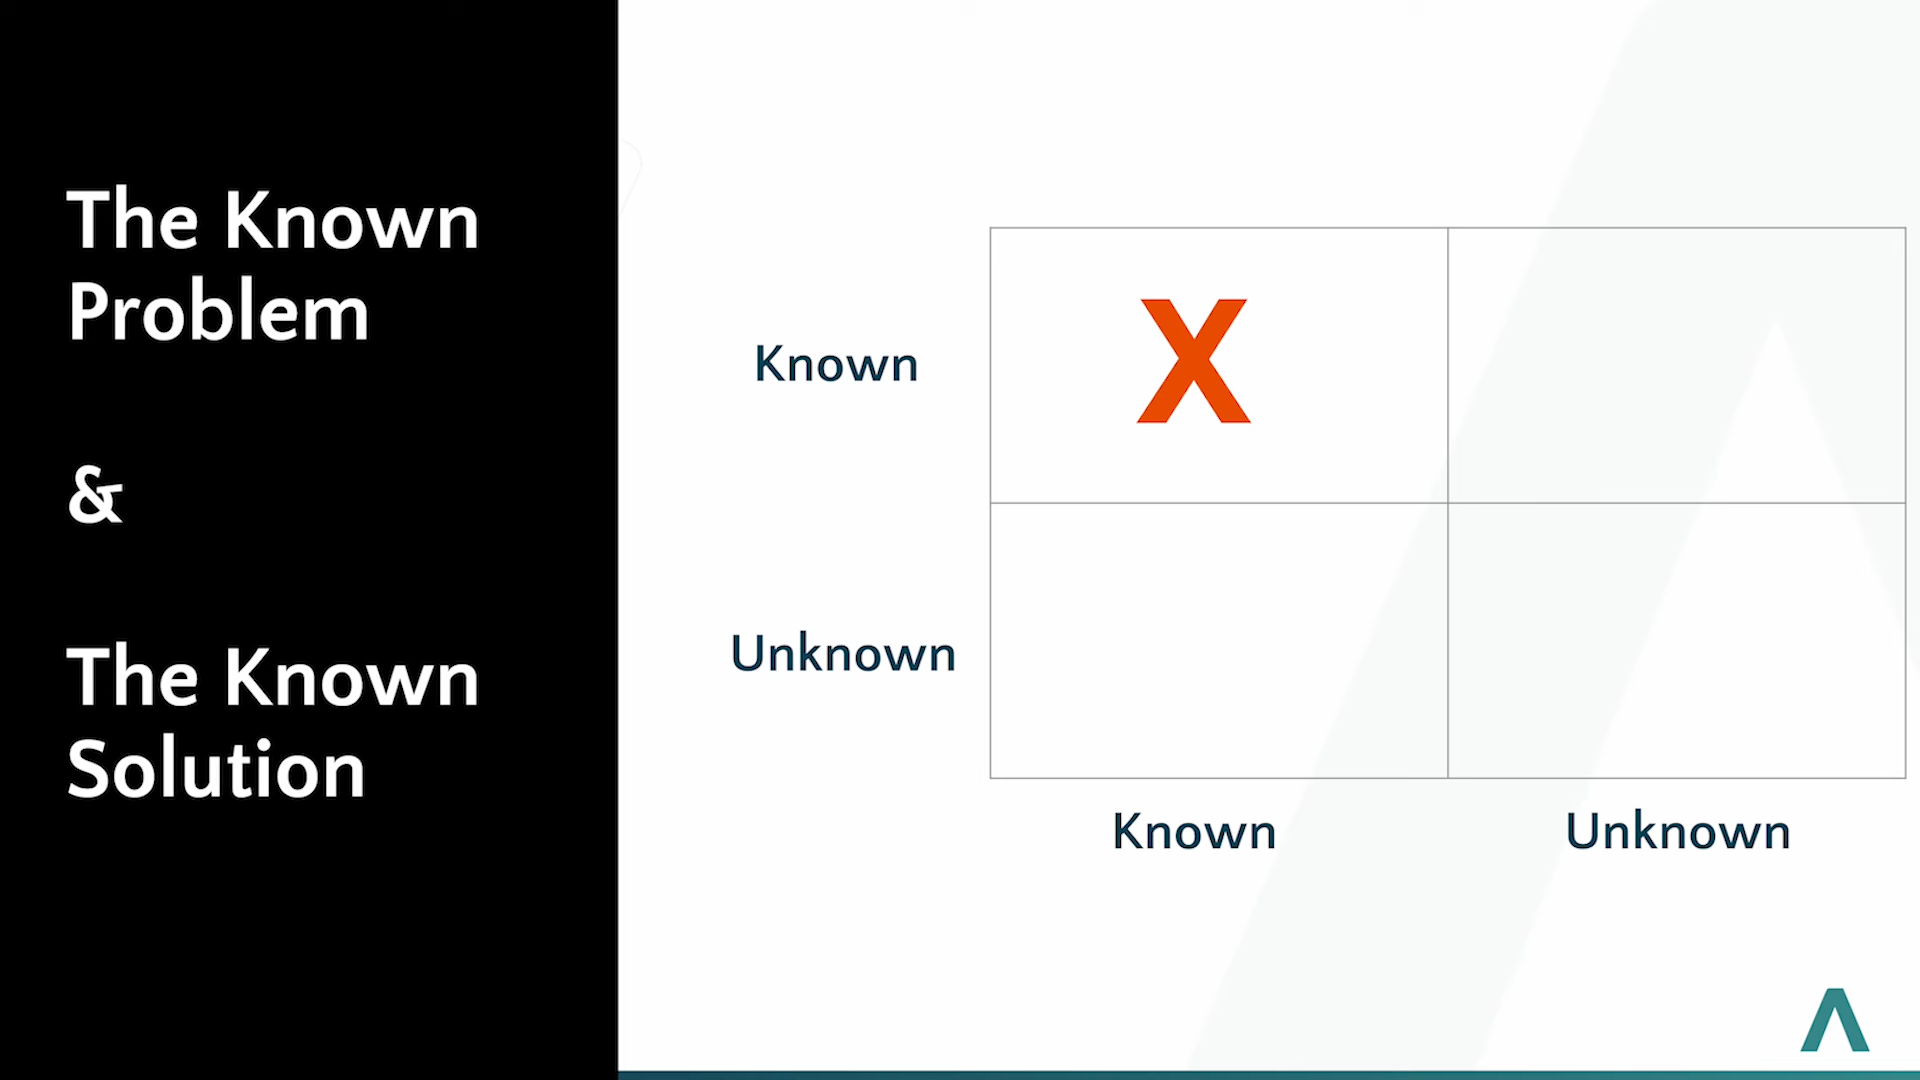 The Known
Problem
&
The Known
Solution
Known
X
Unknown
Known
Unknown